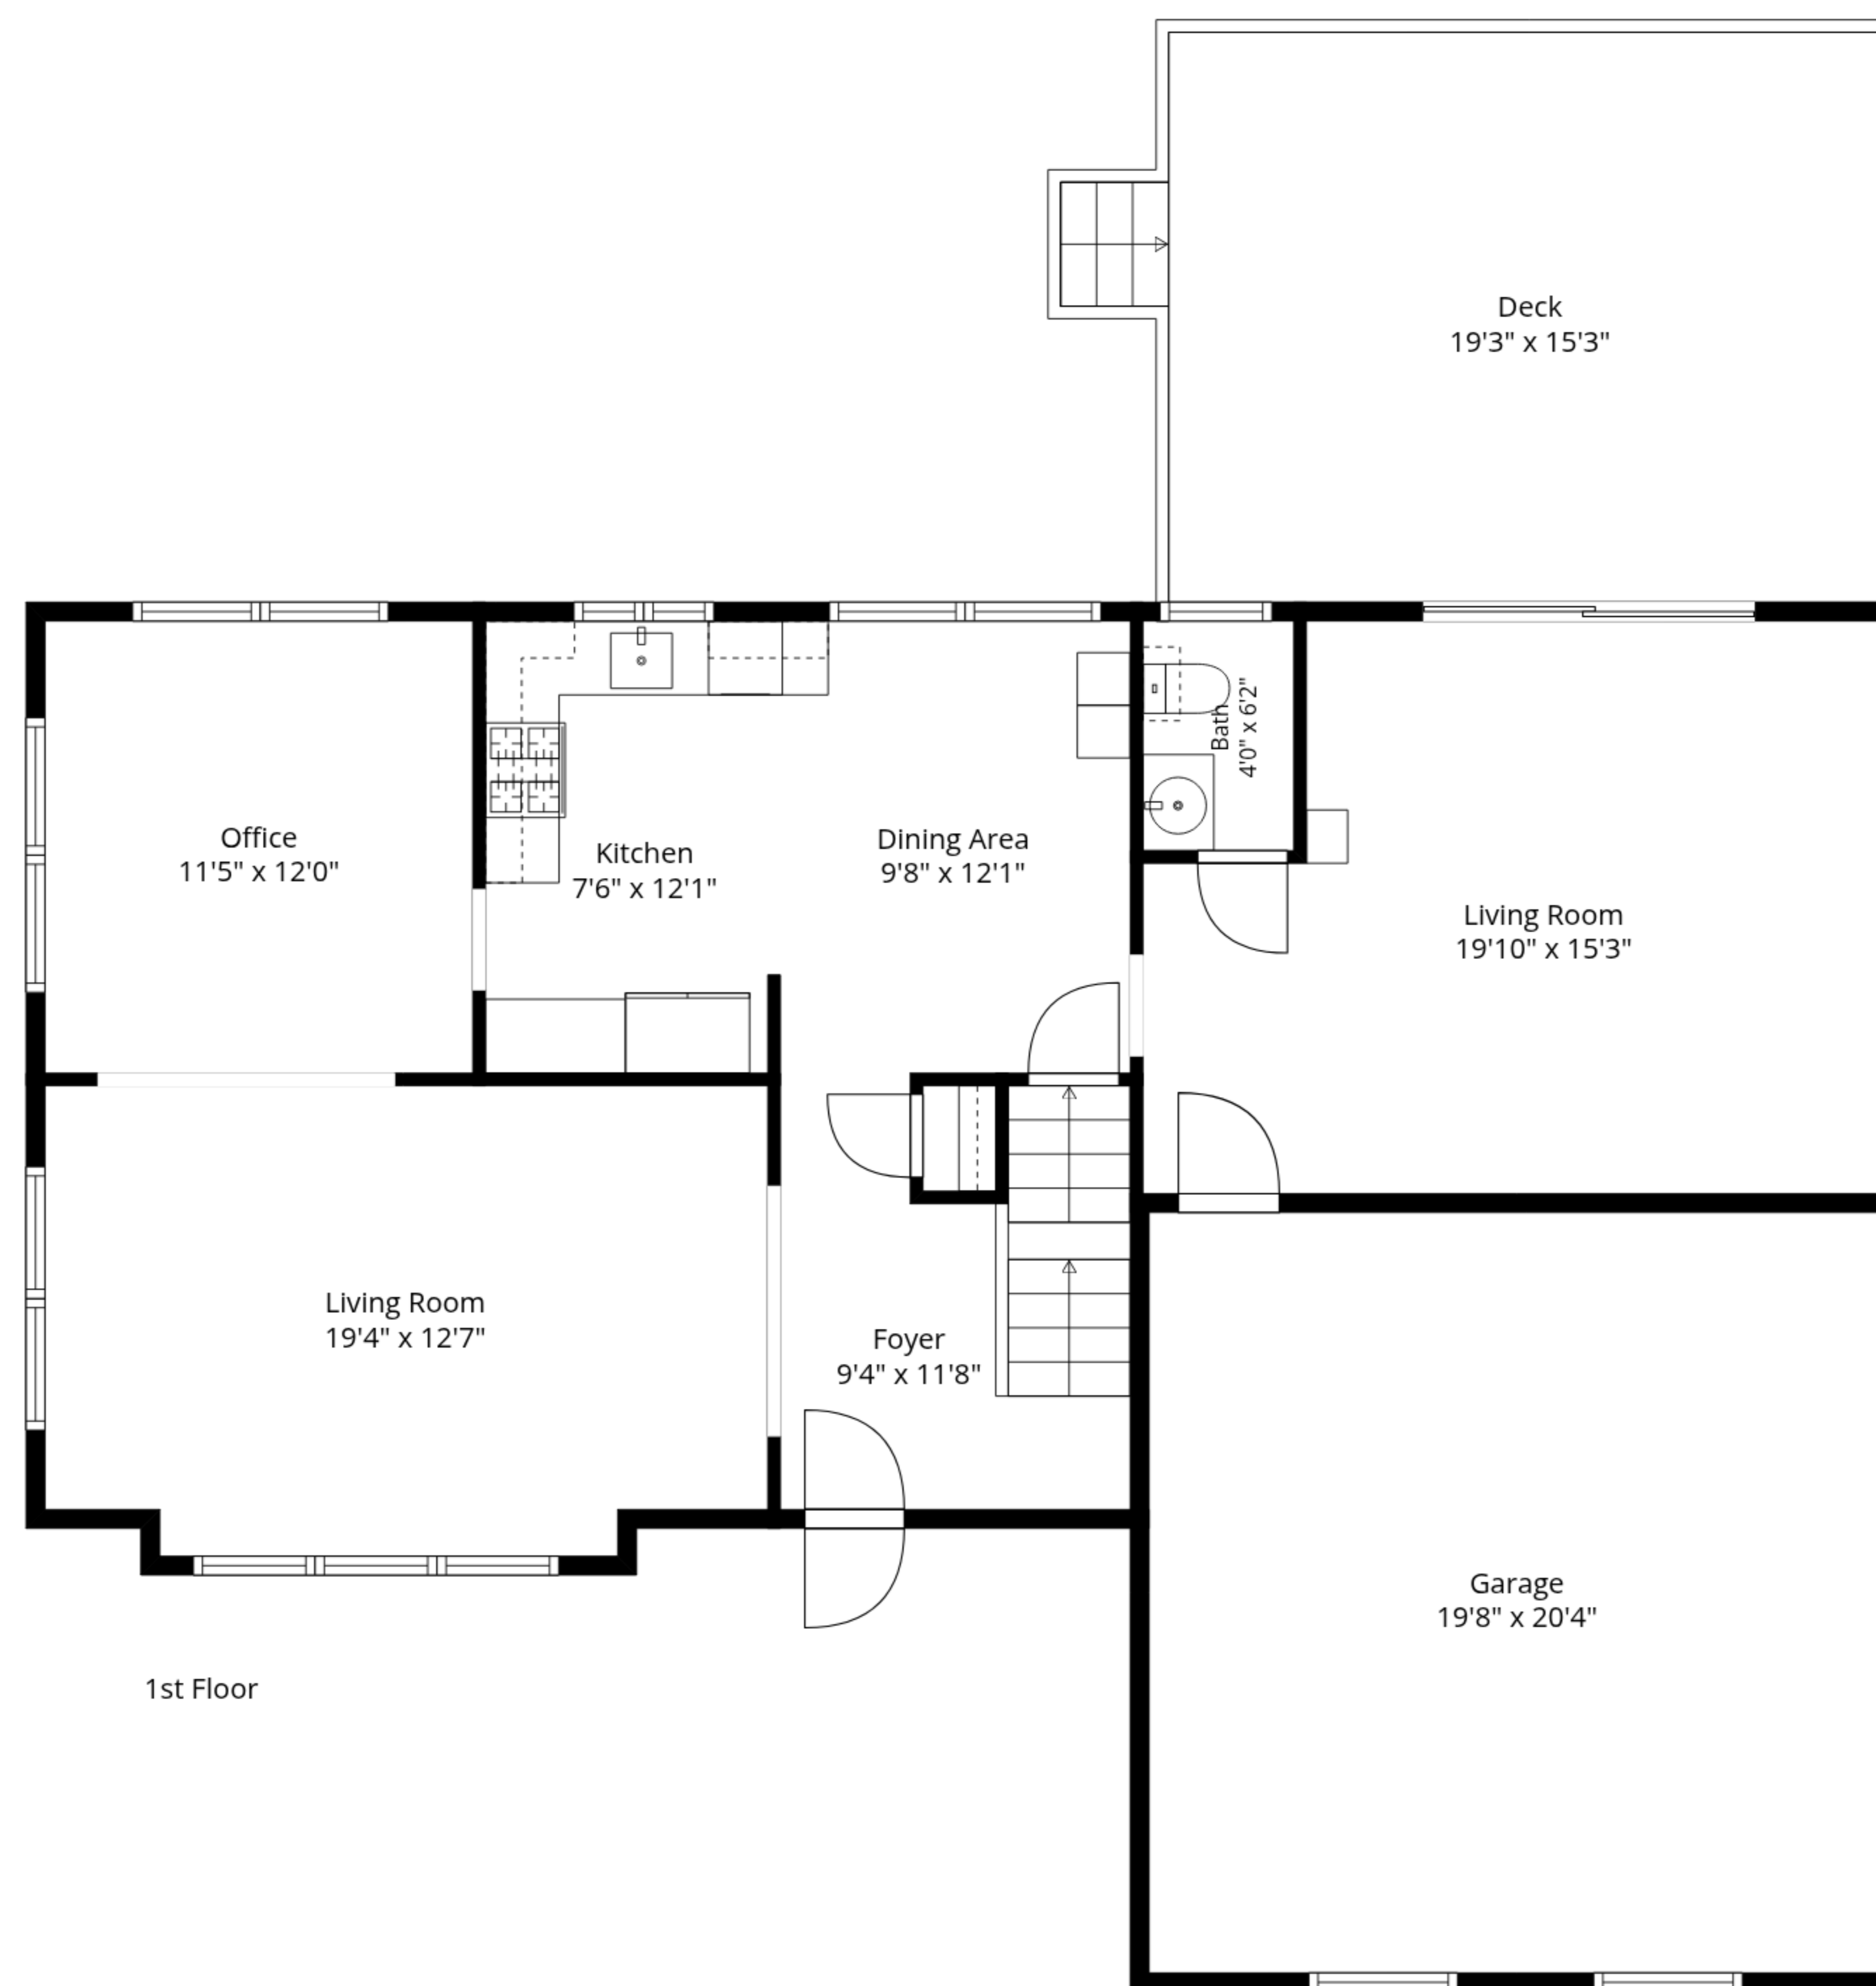 Deck
19'3" x 15'3"
Office
11'5" x 12'0"
Kitchen
7'6" x 12'1"
Dining Area
9'8" x 12'1"
Bath
4'0" x 6'2"
Living Room
19'10" x 15'3"
Living Room
19'4" x 12'7"
Foyer
9'4" x 11'8"
Garage
19'8" x 20'4"
1st Floor